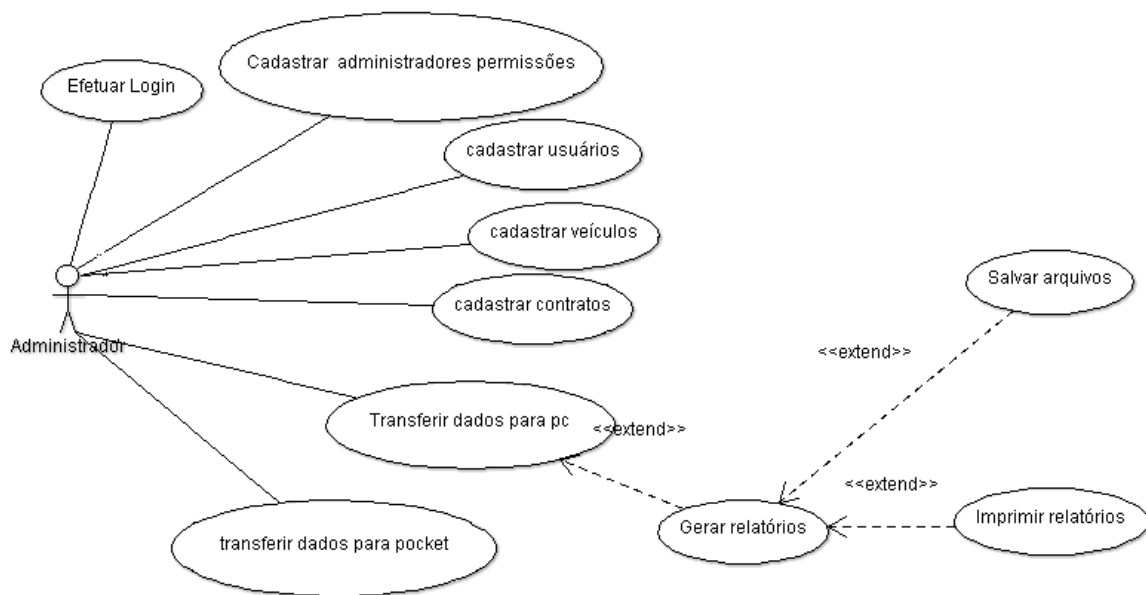 Cadastrar administradores permissões
Efetuar Login
cadastrar usuários
cadastrar veículos
Salvar arquivos
cadastrar contratos
Administrador
<<extend>>
Transferir dados para pc
<<extend>>
<<extend>>
Imprimir relatórios
Gerar relatórios
transferir dados para pocket